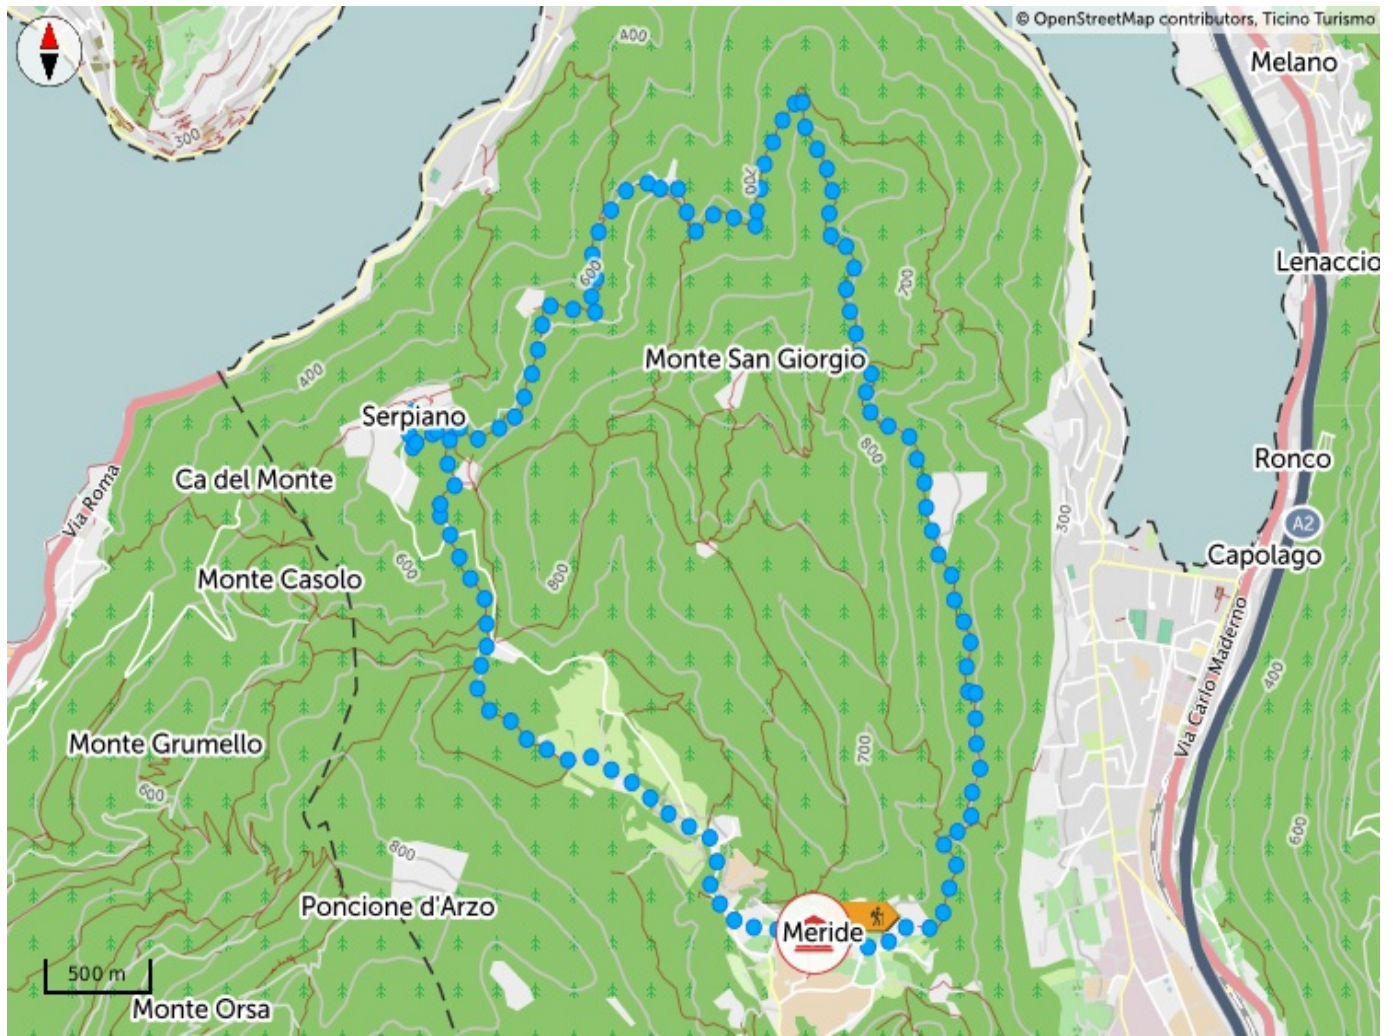 © OpenStreetMap contributors, Ticino Turismo
400
Melano
300
700
Lenaccio
600
700
Monte San Giorgio
400
Serpiano
800
Ronco
Ca del Monte
Via Roma
300
A2
Capolago
600
800
Monte Casolo
Via Carlo Maderno
400
Monte Grumello
700
600
600
800
Poncione d'Arzo
Meride
500 m
Monte Orsa